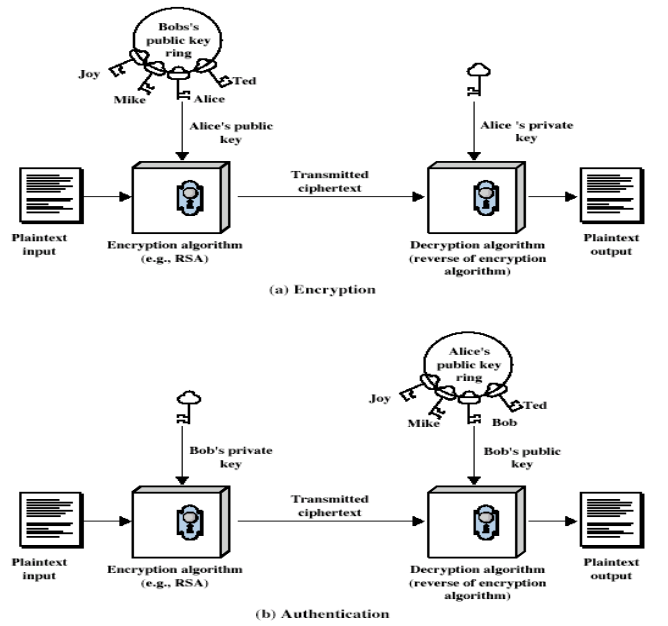 Bobs's
public key
ring
Joy
Ted
Mike
Alice
Alice's public
key
Alice 's private
key
Transmitted
ciphertext
Plaintext
input
Encryption algorithm
(e.g., RSA)
Decryption algorithm
(reverse of encryption
algorithm)
Plaintext
output
(a) Encryption
Alice's
public key
ring
Joy
Ted
Mike
Bob
Bob's private
key
Bob's public
key
Transmitted
ciphertext
Plaintext
input
Encryption algorithm
(e.g., RSA)
Decryption algorithm
(reverse of encryption
algorithm)
Plaintext
output
(b) Authentication